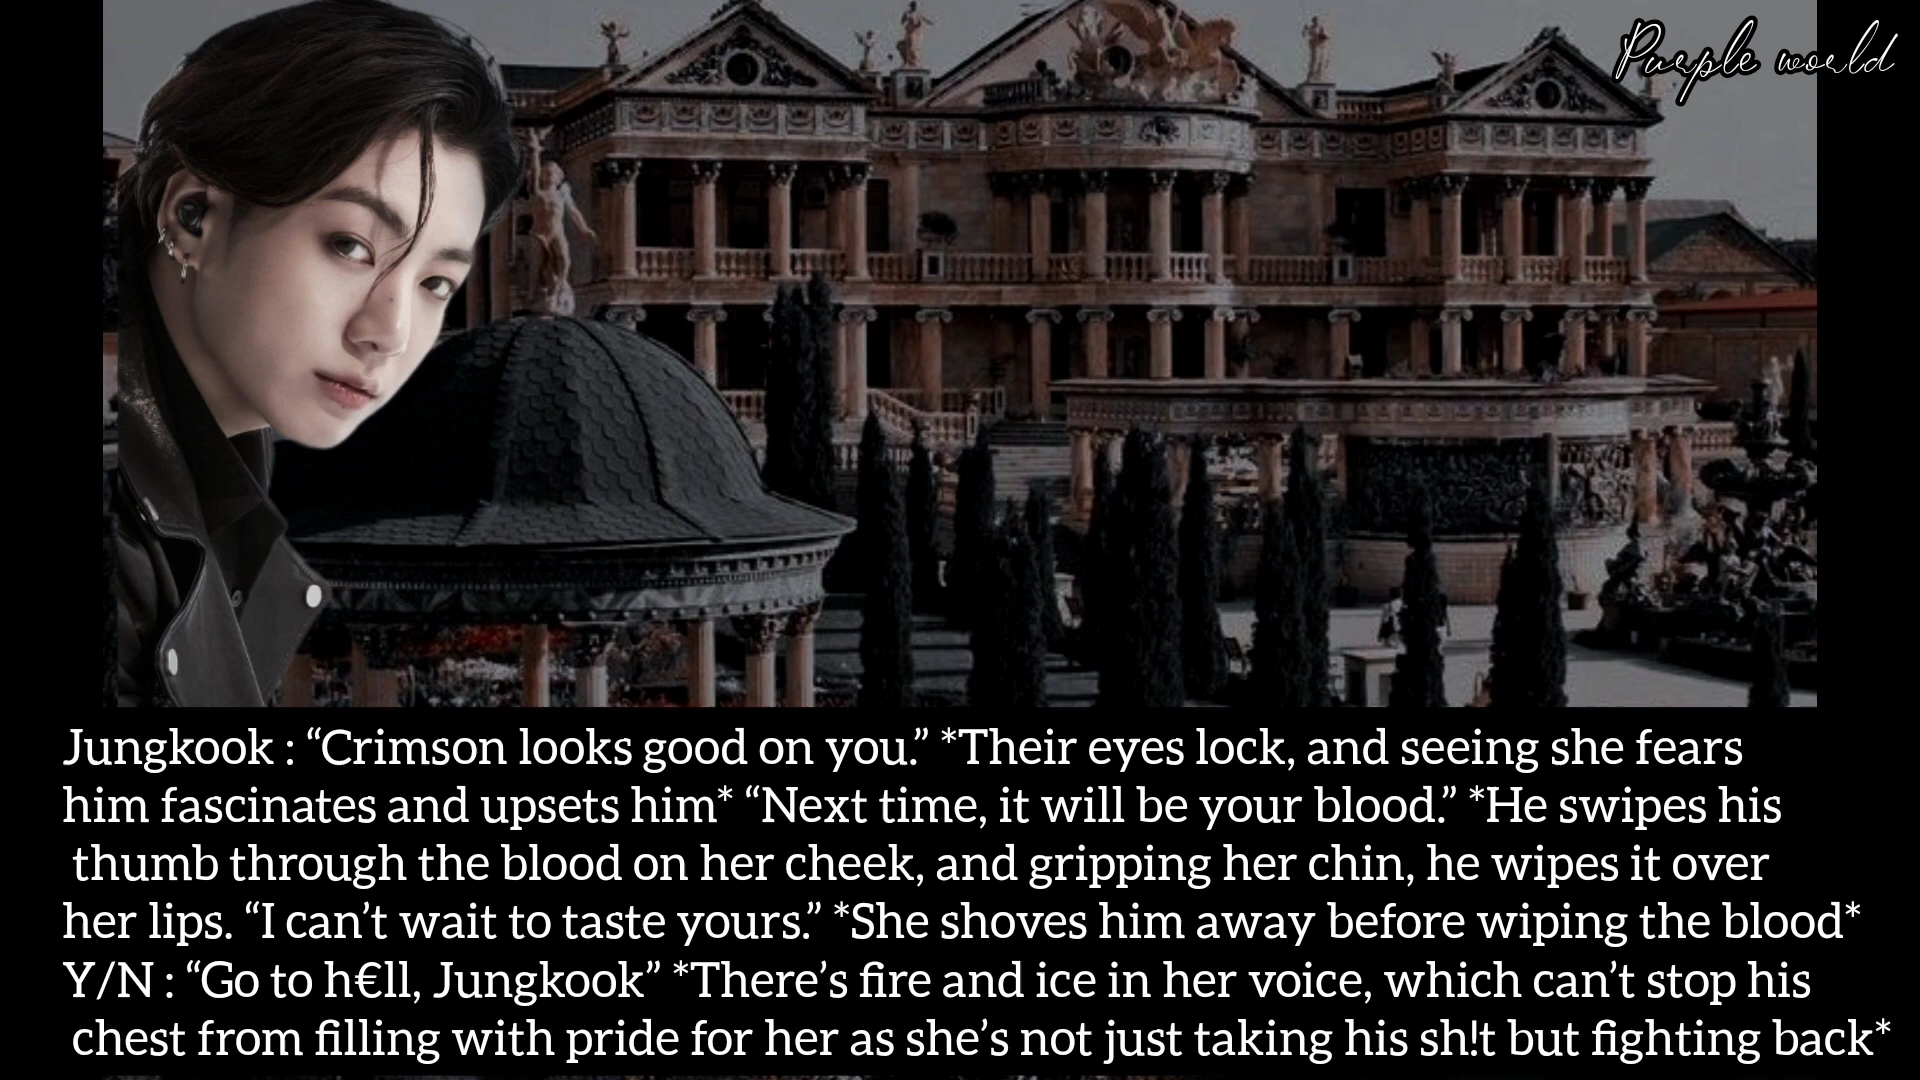 Purple world
Jungkook : “Crimson looks good on you.” *Their eyes lock, and seeing she fears
him fascinates and upsets him* “Next time, it will be your blood.” *He swipes his
thumb through the blood on her cheek, and gripping her chin, he wipes it over
her lips. “I can’t wait to taste yours.” *She shoves him away before wiping the blood*
Y/N : “Go to h€ll, Jungkook” *There’s fire and ice in her voice, which can’t stop his
chest from filling with pride for her as she’s not just taking his sh!t but fighting back*